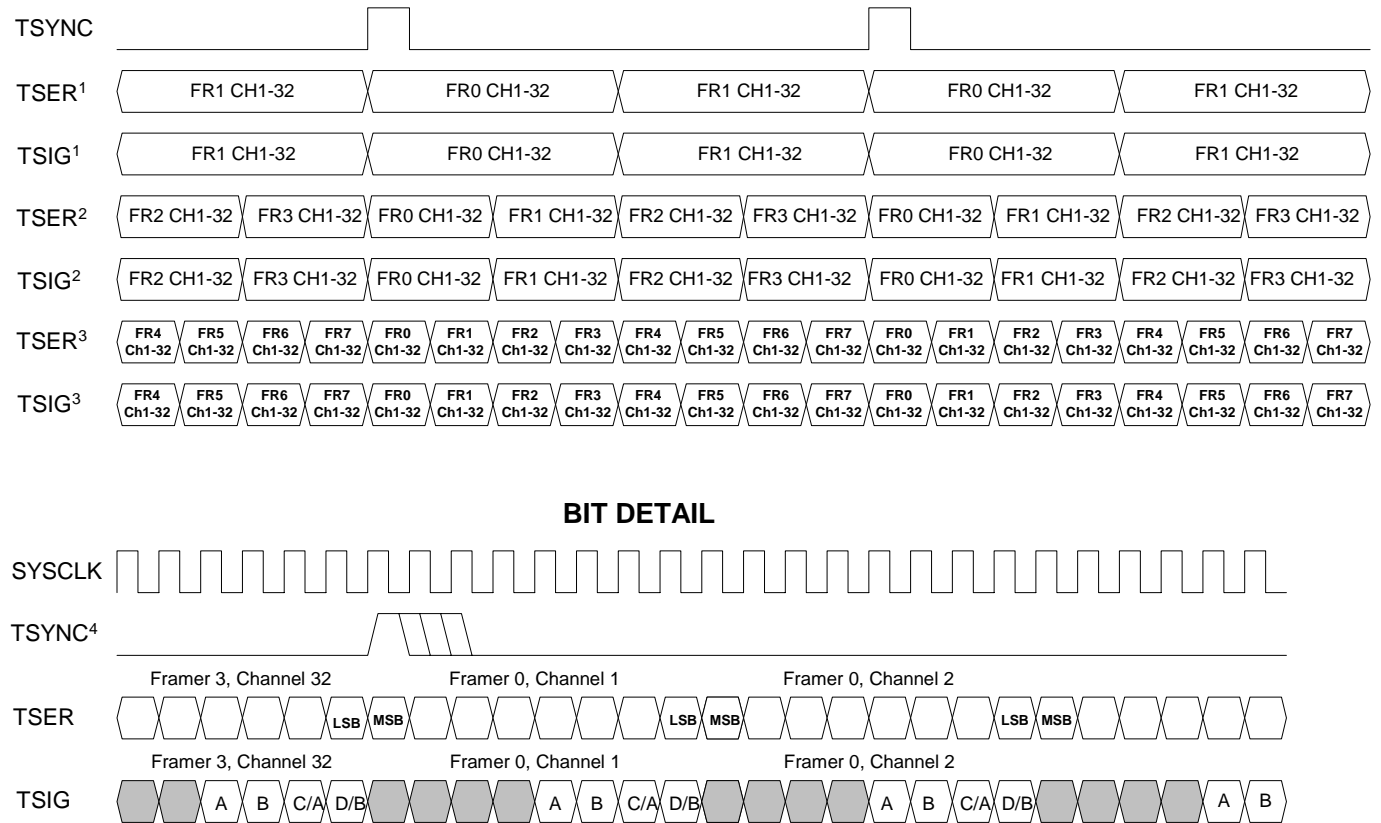 TSYNC
TSER1 FR1 CH1-32 FR0 CH1-32 FR1 CH1-32 FR0 CH1-32 FR1 CH1-32
TSIG1 FR1 CH1-32 FR0 CH1-32 FR1 CH1-32 FR0 CH1-32 FR1 CH1-32
TSER2 FR2 CH1-32 FR3 CH1-32 FR0 CH1-32 FR1 CH1-32 FR2 CH1-32 FR3 CH1-32 FR0 CH1-32 FR1 CH1-32 FR2 CH1-32 FR3 CH1-32
TSIG2 FR2 CH1-32 FR3 CH1-32 FR0 CH1-32 FR1 CH1-32 FR2 CH1-32 FR3 CH1-32 FR0 CH1-32 FR1 CH1-32 FR2 CH1-32 FR3 CH1-32
FR4 FR5 FR6 FR7 FR0 FR1 FR2 FR3 FR4 FR5 FR6 FR7 FR0 FR1 FR2 FR3 FR4 FR5 FR6 FR7
TSER3 Ch1-32 Ch1-32 Ch1-32 Ch1-32 Ch1-32 Ch1-32 Ch1-32 Ch1-32 Ch1-32 Ch1-32 Ch1-32 Ch1-32 Ch1-32 Ch1-32 Ch1-32 Ch1-32 Ch1-32 Ch1-32 Ch1-32 Ch1-32
FR4 FR5 FR6 FR7 FR0 FR1 FR2 FR3 FR4 FR5 FR6 FR7 FR0 FR1 FR2 FR3 FR4 FR5 FR6 FR7
TSIG3 Ch1-32 Ch1-32 Ch1-32 Ch1-32 Ch1-32 Ch1-32 Ch1-32 Ch1-32 Ch1-32 Ch1-32 Ch1-32 Ch1-32 Ch1-32 Ch1-32 Ch1-32 Ch1-32 Ch1-32 Ch1-32 Ch1-32 Ch1-32
BIT DETAIL
SYSCLK
TSYNC4
Framer 3, Channel 32 Framer 0, Channel 1 Framer 0, Channel 2
TSER LSB MSB LSB MSB LSB MSB
Framer 3, Channel 32 Framer 0, Channel 1 Framer 0, Channel 2
TSIG A B C/A D/B A B C/A D/B A B C/A D/B A B